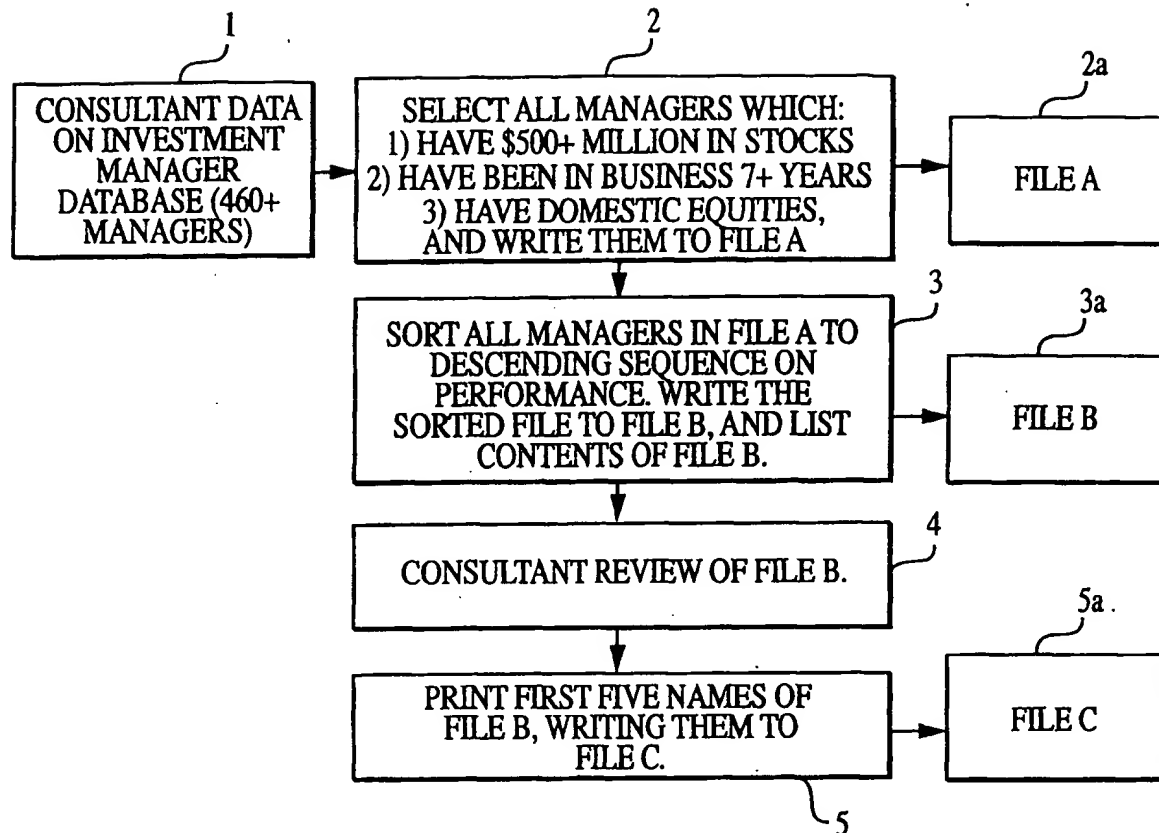 1
CONSULTANT DATA
ON INVESTMENT
MANAGER
DATABASE (460+
MANAGERS)
2
SELECT ALL MANAGERS WHICH:
1) HAVE $500+ MILLION IN STOCKS
2) HAVE BEEN IN BUSINESS 7+ YEARS
3) HAVE DOMESTIC EQUITIES,
AND WRITE THEM TO FILE A
2a
FILE A
3
SORT ALL MANAGERS IN FILE A TO
DESCENDING SEQUENCE ON
PERFORMANCE. WRITE THE
SORTED FILE TO FILE B, AND LIST
CONTENTS OF FILE B.
3a
FILE B
4
CONSULTANT REVIEW OF FILE B.
5a
PRINT FIRST FIVE NAMES OF
FILE B, WRITING THEM TO
FILE C.
FILE C
5